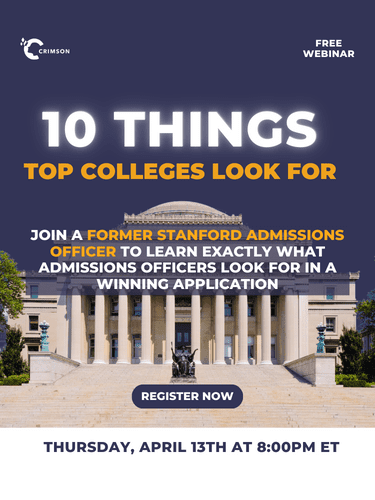 CRIMSON
FREE
WEBINAR
10 THINGS
TOP COLLEGES LOOK FOR
JOIN A FORMER STANFORD ADMISSIONS
OFFICER TO LEARN EXACTLY WHAT
ADMISSIONS OFFICERS LOOK FOR IN A
WINNING APPLICATION
REGISTER NOW
THURSDAY, APRIL 13TH AT 8:00PM ET